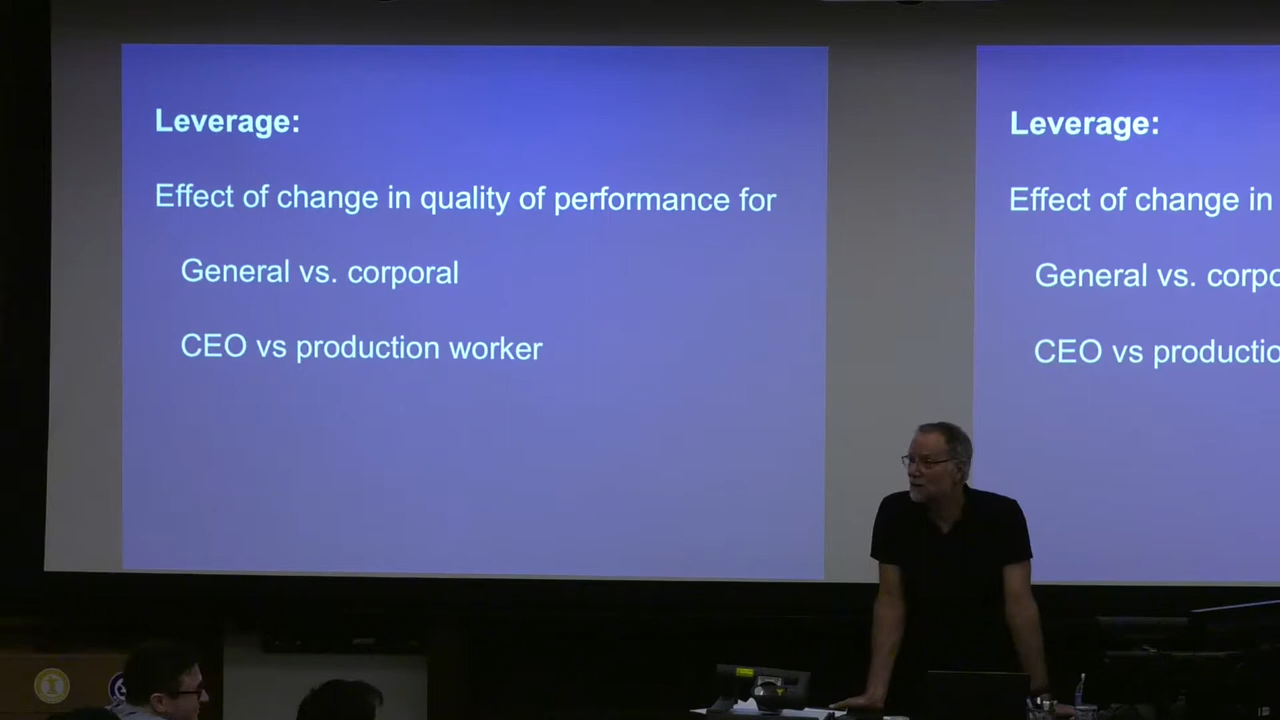 Leverage:
Effect of change in quality of performance for
General vs. corporal
CEO vs production worker
Leverage:
Effect of change in
General vs. corpo
CEO vs productio